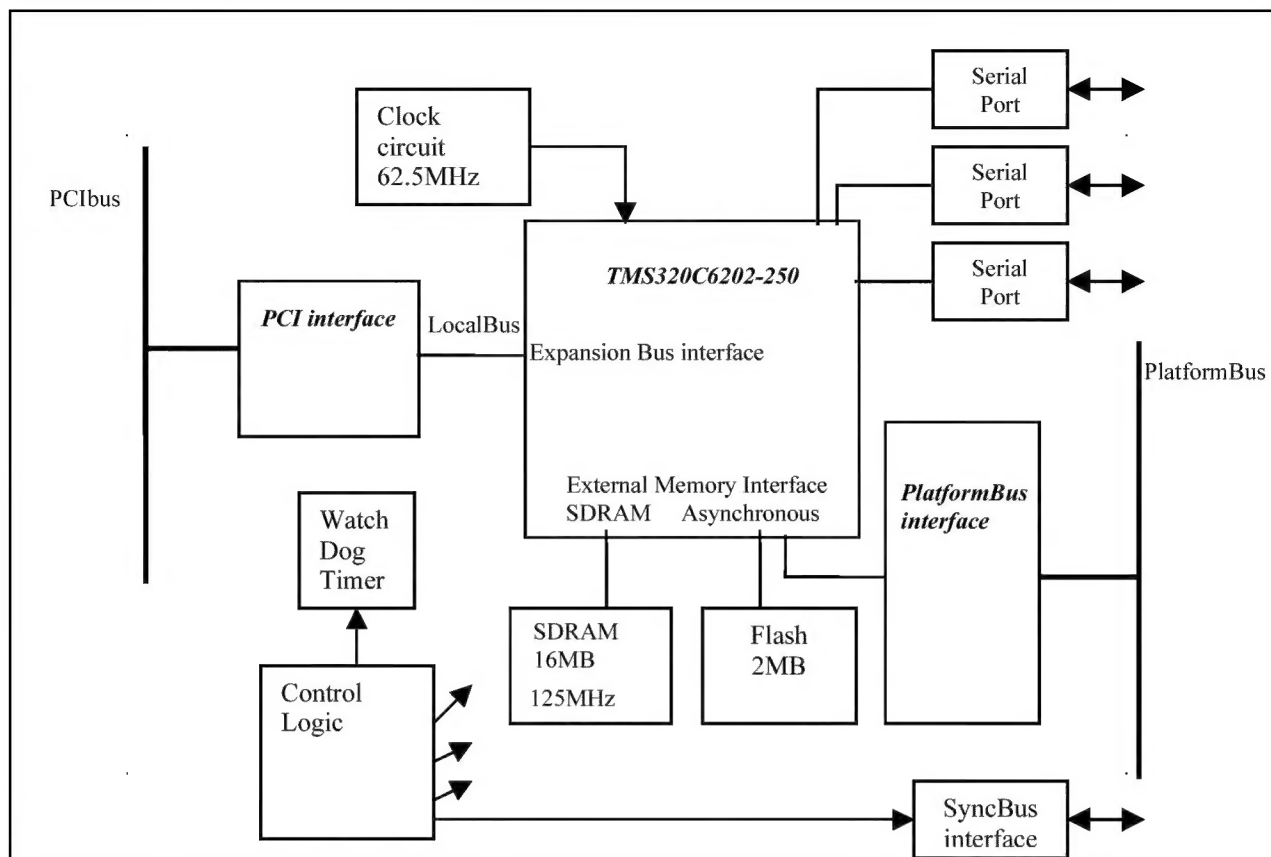 Clock
circuit
62.5MHz
Serial
Port
Serial
Port
Serial
Port
PCIbus
TMS320C6202-250
PCI interface
LocalBus
Expansion Bus interface
PlatformBus
External Memory Interface
SDRAM Asynchronous
PlatformBus
interface
Watch
Dog
Timer
SDRAM
16MB
125MHz
Flash
2MB
Control
Logic
SyncBus
interface